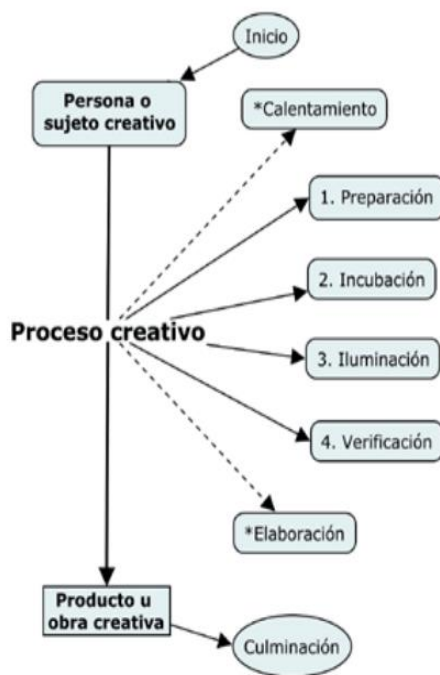 Inicio
Persona o
sujeto creativo
*Calentamiento
1. Preparación
2. Incubación
Proceso creativo
3. Iluminación
4. Verificación
*Elaboración
Producto u
obra creativa
Culminación